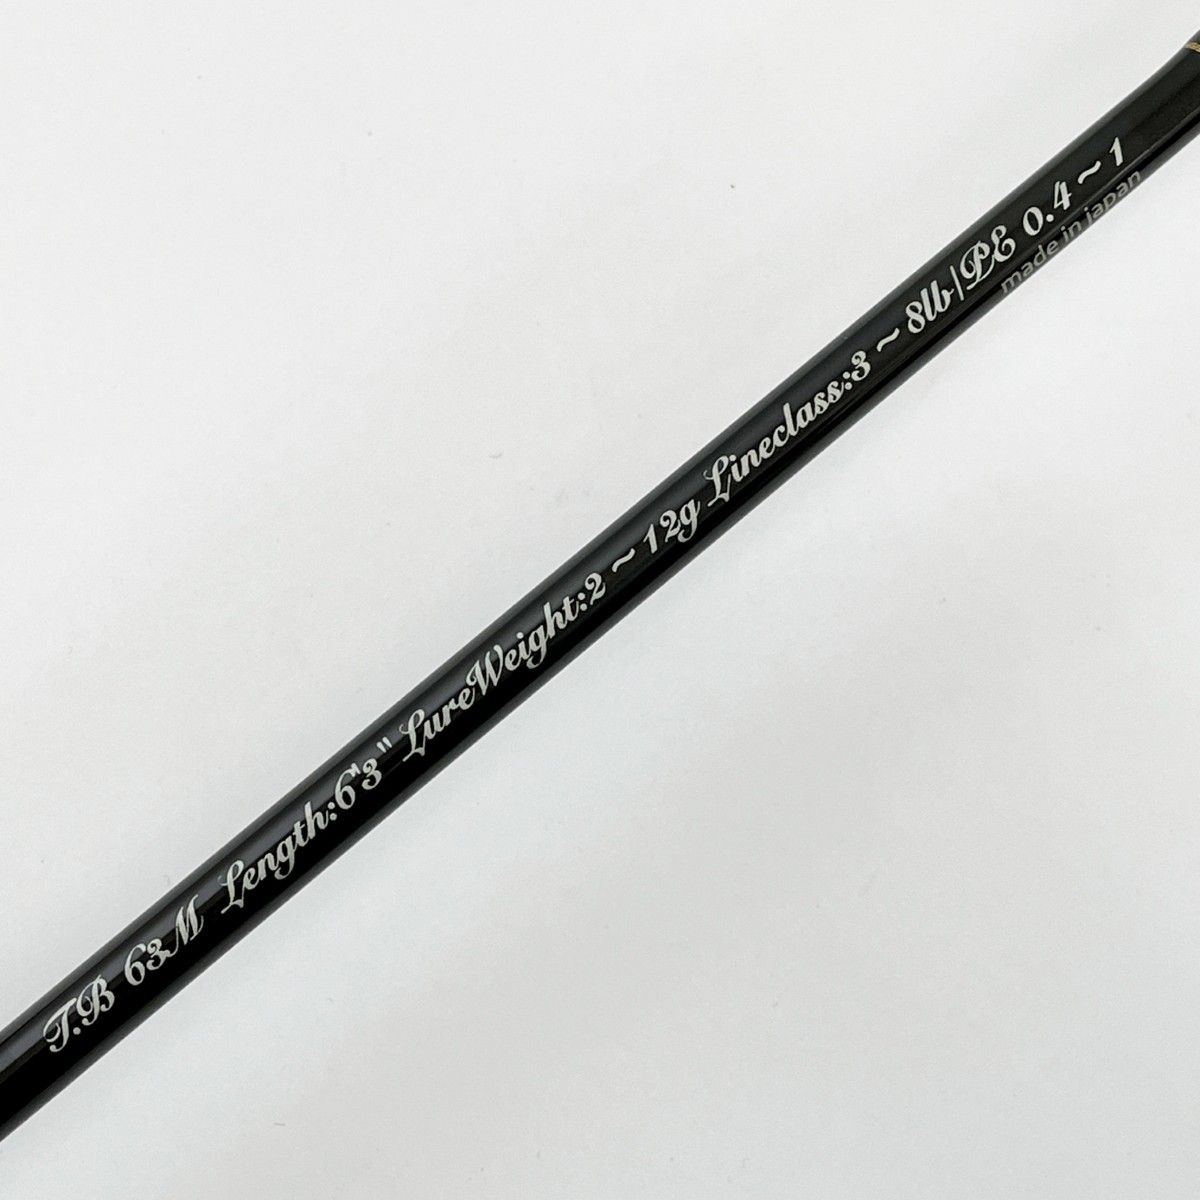 T.B 63M Length:6'3" LureWeight:2~12g Lineclass:3~8lb/PE 0.4~1
made in japan